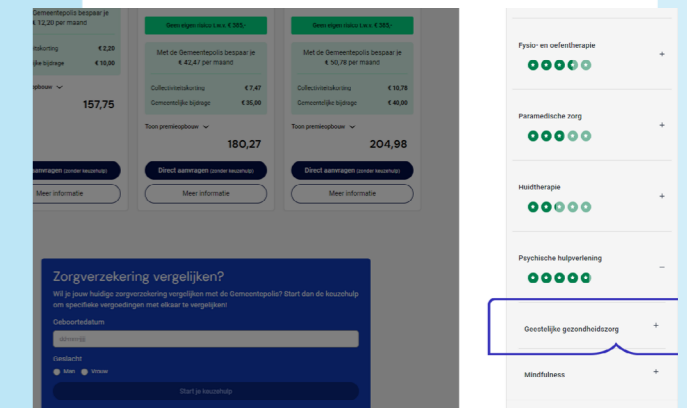 Gemeentepolis bespaar je
€ 12,20 per maand
€ 2,20
bijdrage € 10,00
157,75
aanvragen (zonder keuzehulp)
Meer informatie
Geen eigen risico t.w.v. € 385,-
Met de Gemeentepolis bespaar je
€ 42,47 per maand
Collectiviteitskorting € 7,47
Gemeentelijke bijdrage € 35,00
Toon premieopbouw
180,27
Direct aanvragen (zonder keuzehulp)
Meer informatie
Geen eigen risico t.w.v. € 385,-
Met de Gemeentepolis bespaar je
€ 50,78 per maand
Collectiviteitskorting € 10,78
Gemeentelijke bijdrage € 40,00
Toon premieopbouw
204,98
Direct aanvragen (zonder keuzehulp)
Meer informatie
Zorgverzekering vergelijken?
Wil je jouw huidige zorgverzekering vergelijken met de Gemeentepolis? Start dan de keuzehulp
om specifieke vergoedingen met elkaar te vergelijken!
Geboortedatum
Geslacht
Man Vrouw
Start je keuzehulp
Fysio- en oefentherapie +
Paramedische zorg +
Huidtherapie +
Psychische hulpverlening –
Geestelijke gezondheidszorg +
Mindfulness +